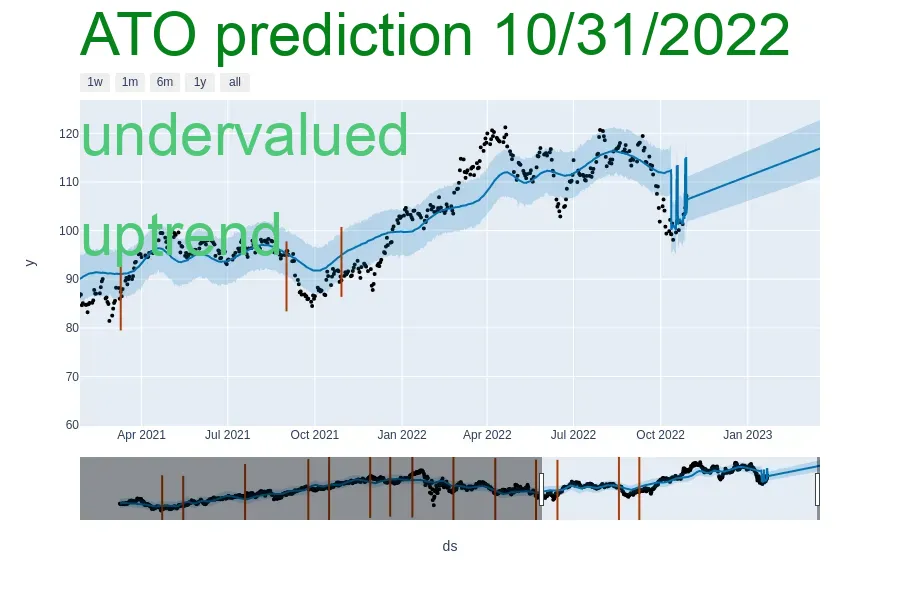 ATO prediction 10/31/2022
1w 1m 6m 1y all
undervalued
uptrend
120
110
100
90
80
70
60
y
Apr 2021 Jul 2021 Oct 2021 Jan 2022 Apr 2022 Jul 2022 Oct 2022 Jan 2023
ds